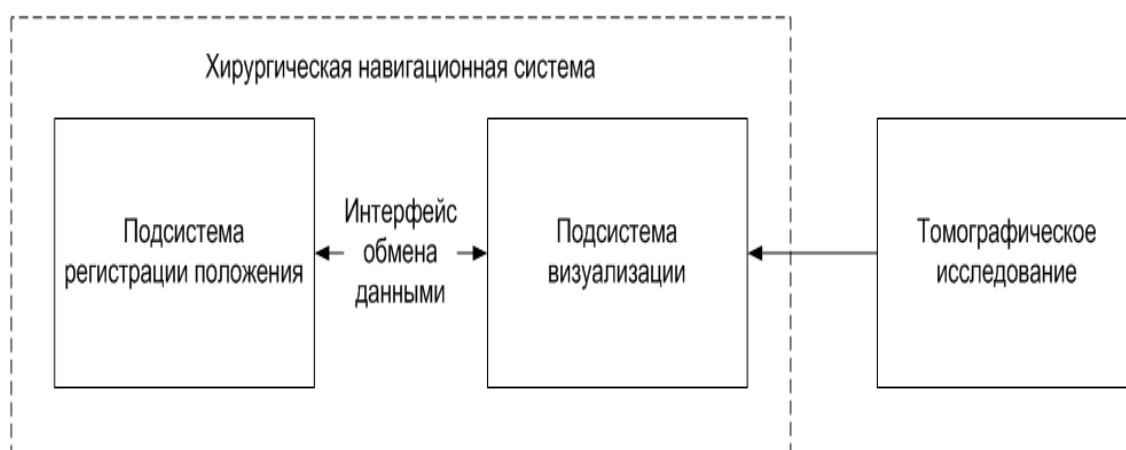 Хирургическая навигационная система
Подсистема
регистрации положения
Интерфейс
обмена
данными
Подсистема
визуализации
Томографическое
исследование